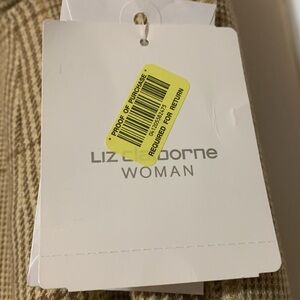 * PROOF OF PURCHASE *
REQUIRED FOR RETURN
LIZ claiborne
WOMAN